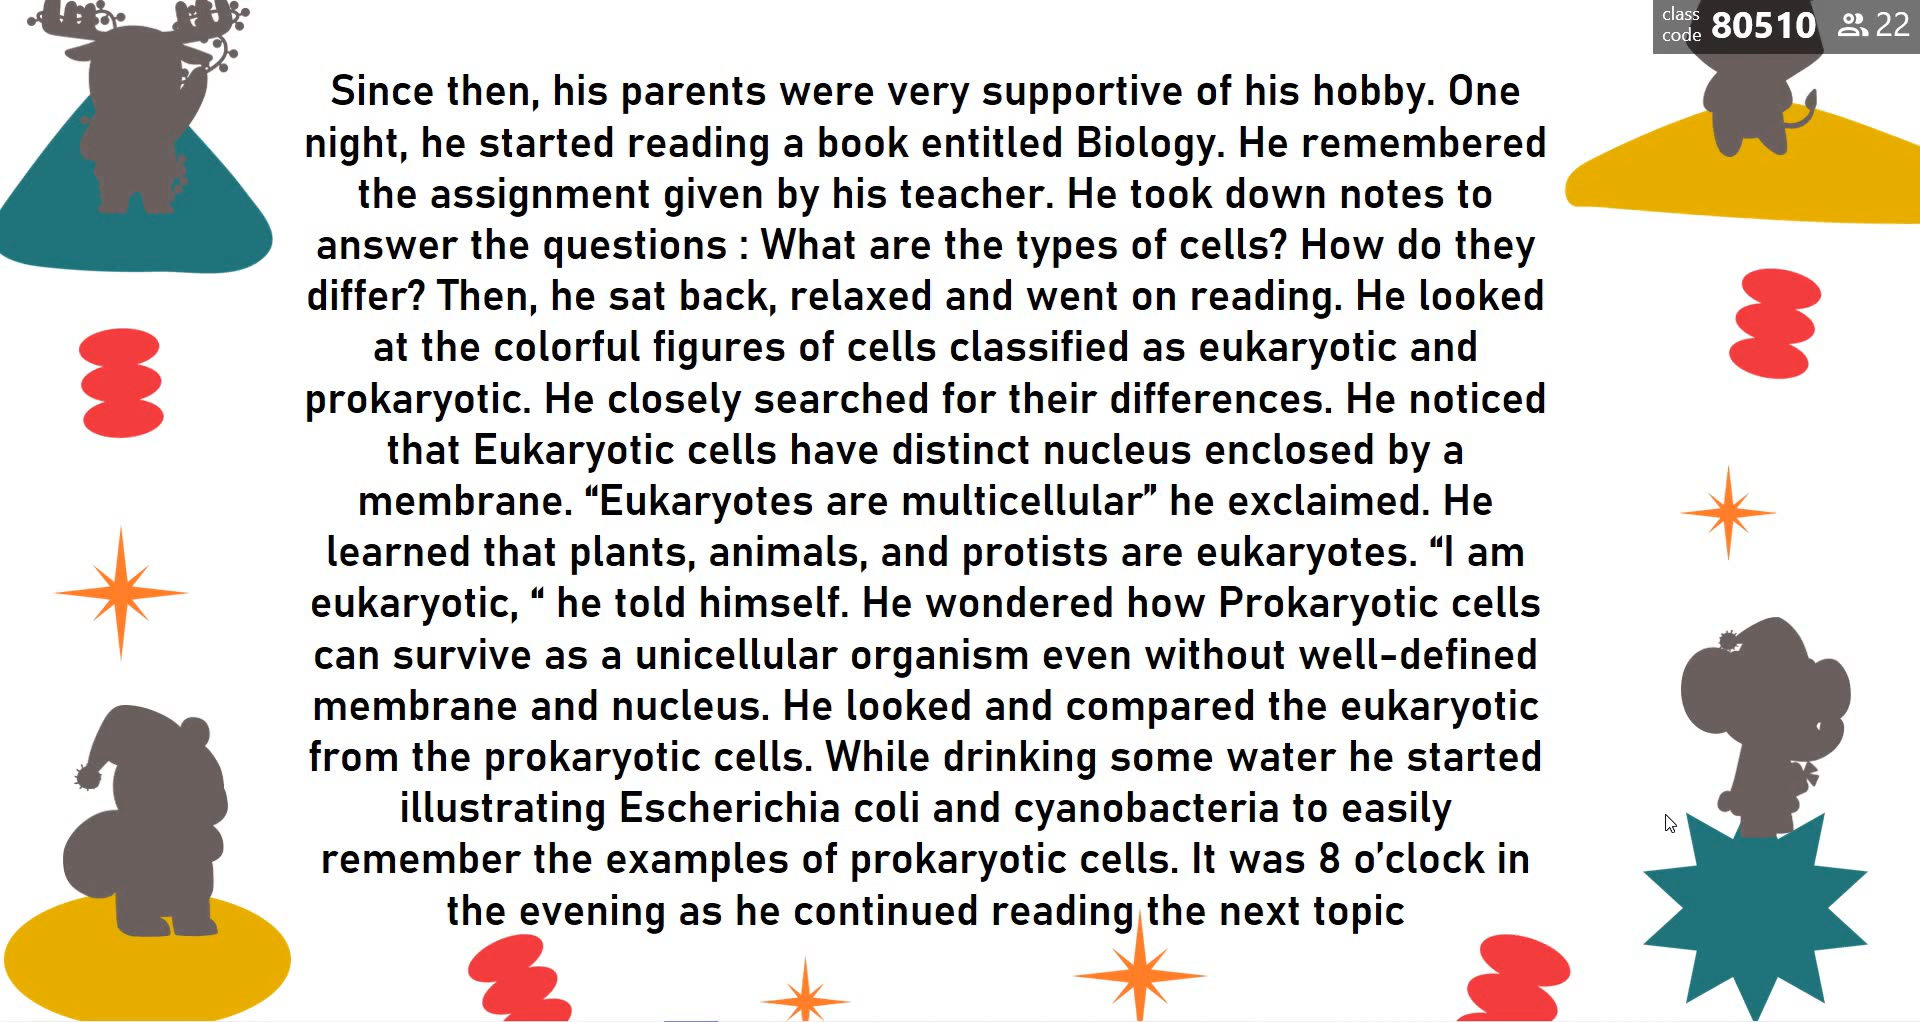 class code 80510 22
Since then, his parents were very supportive of his hobby. One
night, he started reading a book entitled Biology. He remembered
the assignment given by his teacher. He took down notes to
answer the questions : What are the types of cells? How do they
differ? Then, he sat back, relaxed and went on reading. He looked
at the colorful figures of cells classified as eukaryotic and
prokaryotic. He closely searched for their differences. He noticed
that Eukaryotic cells have distinct nucleus enclosed by a
membrane. “Eukaryotes are multicellular” he exclaimed. He
learned that plants, animals, and protists are eukaryotes. “I am
eukaryotic, “ he told himself. He wondered how Prokaryotic cells
can survive as a unicellular organism even without well-defined
membrane and nucleus. He looked and compared the eukaryotic
from the prokaryotic cells. While drinking some water he started
illustrating Escherichia coli and cyanobacteria to easily
remember the examples of prokaryotic cells. It was 8 o’clock in
the evening as he continued reading the next topic